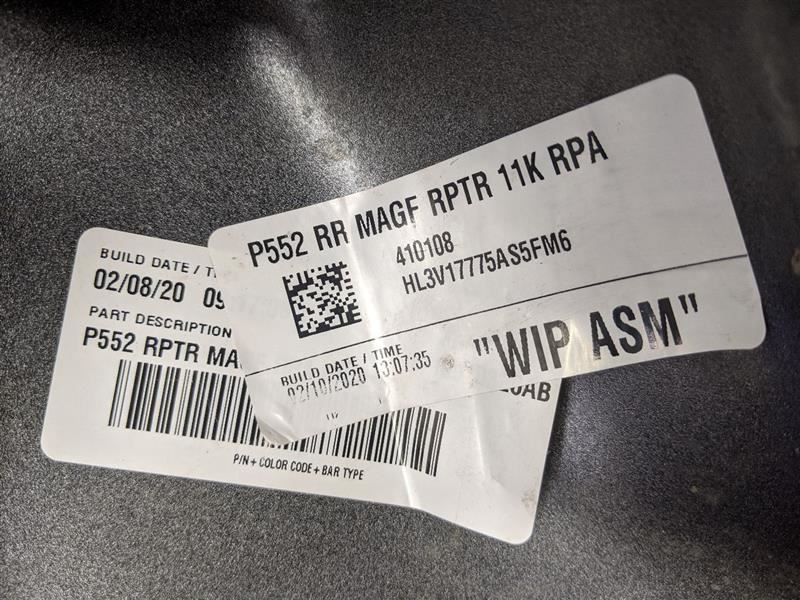 P552 RR MAGF RPTR 11K RPA
410108
HL3V17775AS5FM6
BUILD DATE / TIME
02/10/2020 13:07:35
"WIP ASM"
BUILD DATE / TI
02/08/20 09
PART DESCRIPTION
P552 RPTR MA
P/N + COLOR CODE + BAR TYPE